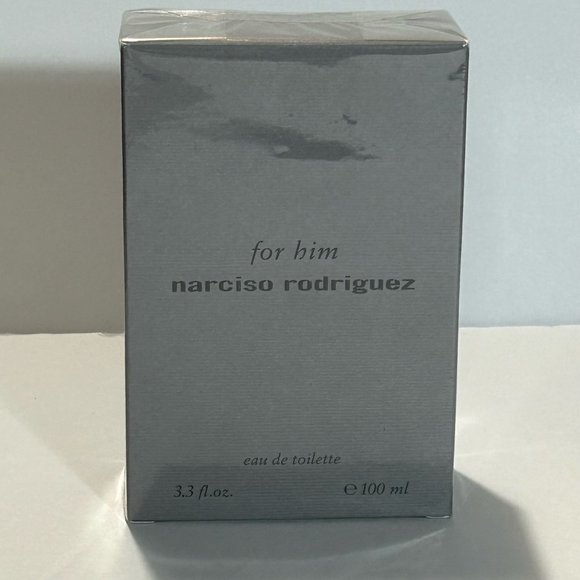 for him
narciso rodriguez
eau de toilette
3.3 fl.oz. ℮ 100 ml